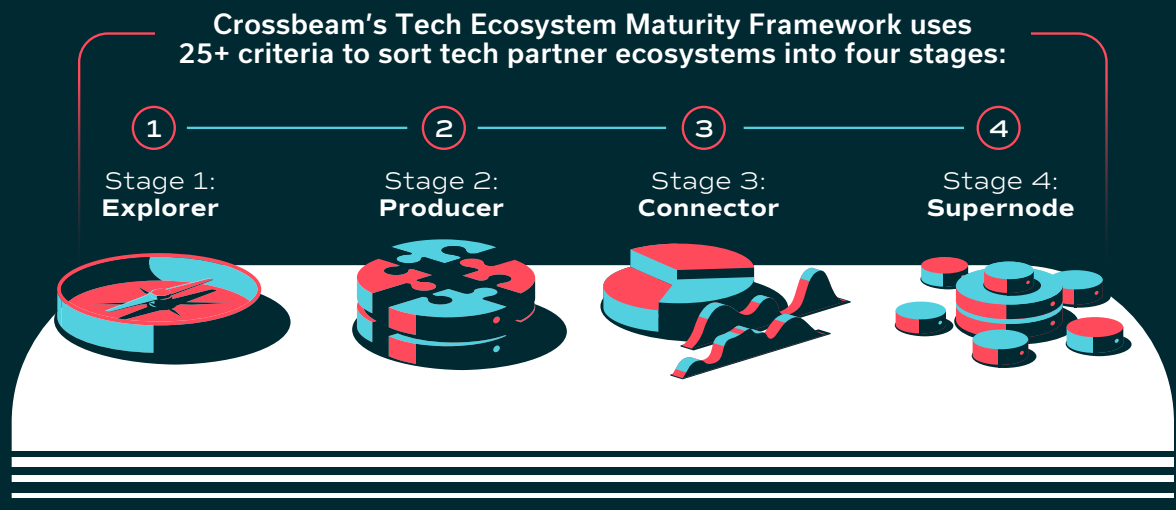 Crossbeam’s Tech Ecosystem Maturity Framework uses
25+ criteria to sort tech partner ecosystems into four stages:
1
2
3
4
Stage 1:
Explorer
Stage 2:
Producer
Stage 3:
Connector
Stage 4:
Supernode